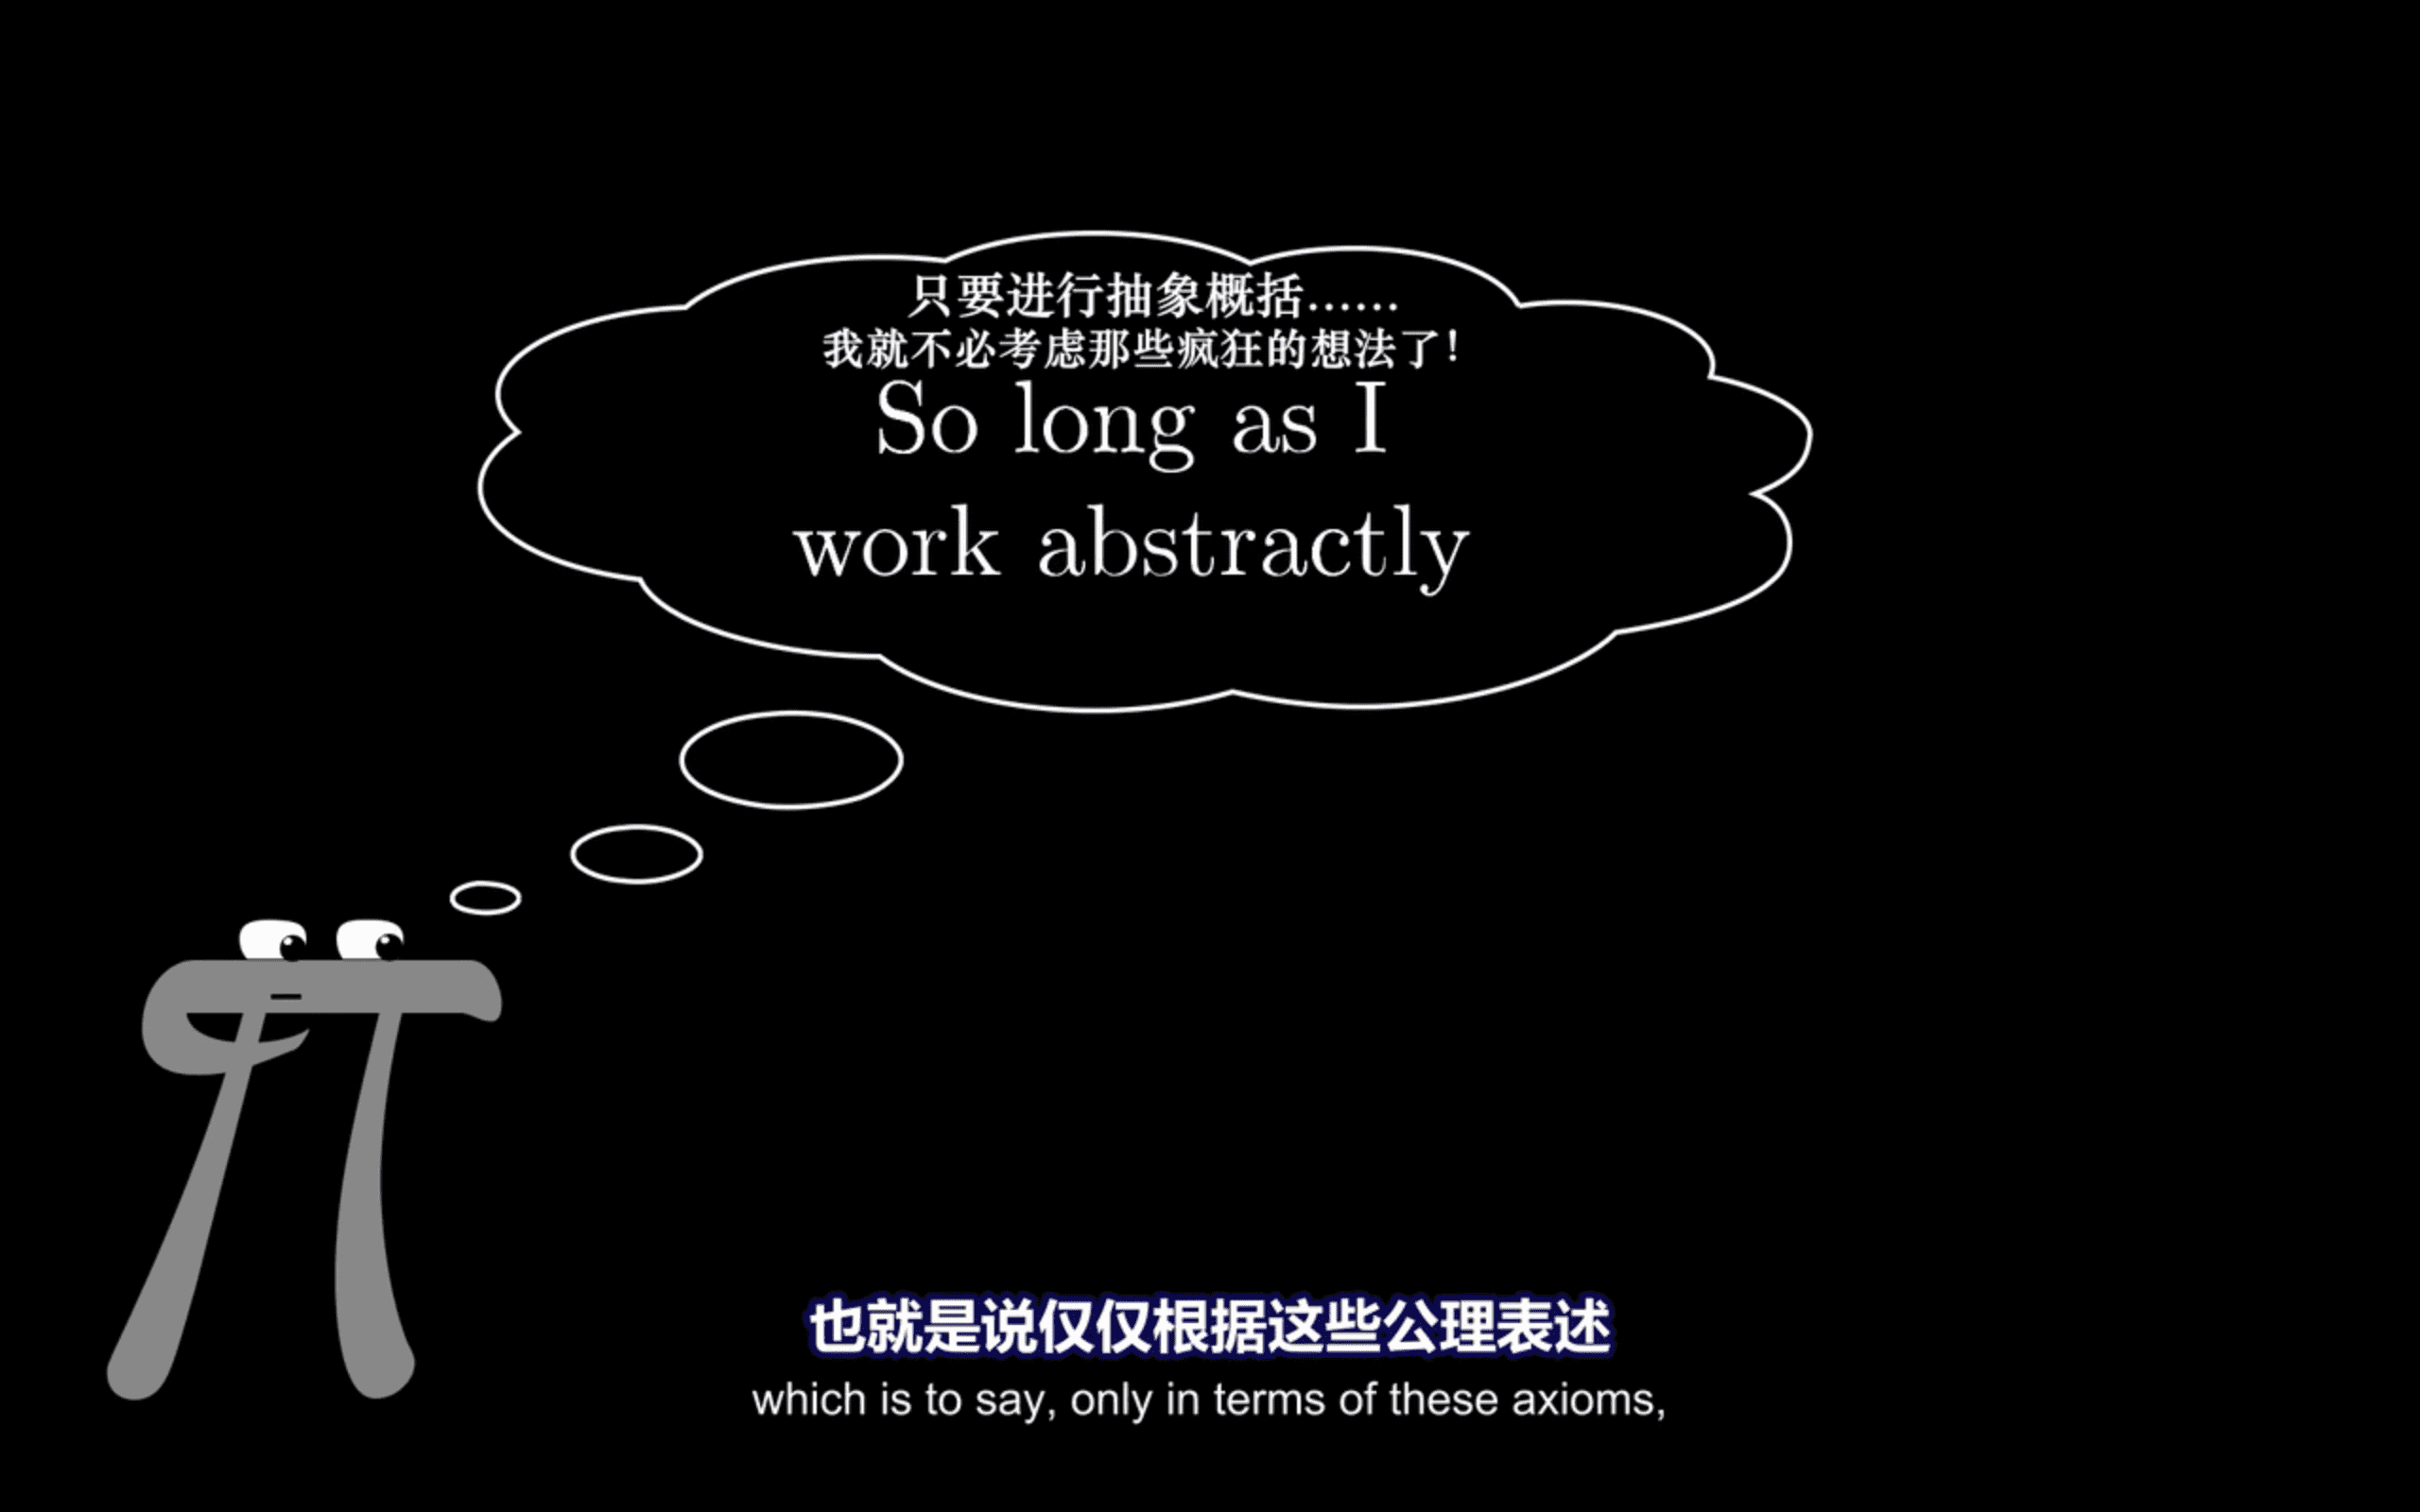 只要进行抽象概括……
我就不必考虑那些疯狂的想法了！
So long as I
work abstractly
也就是说仅仅根据这些公理表述
which is to say, only in terms of these axioms,